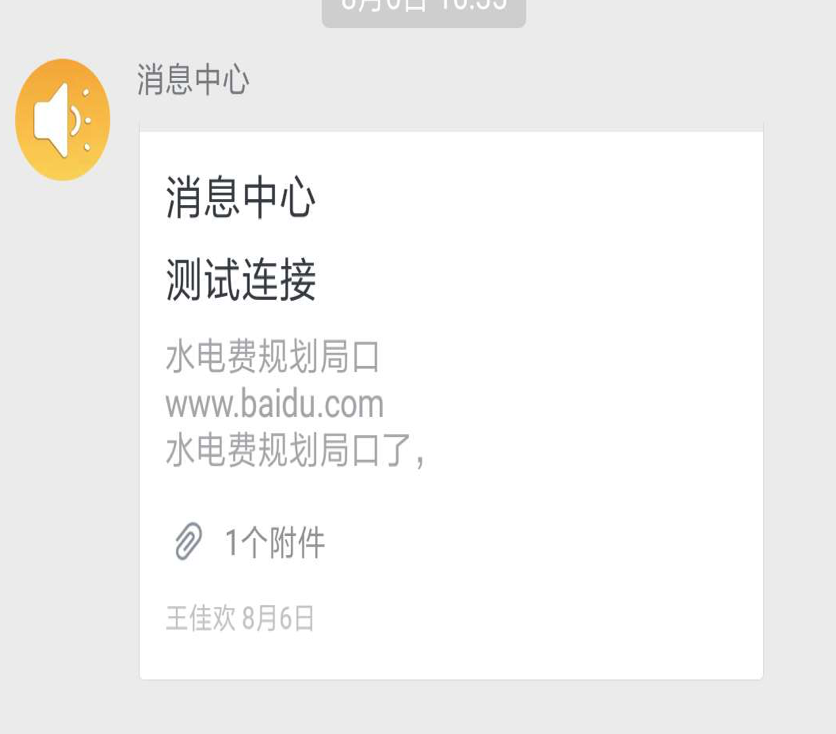 消息中心
消息中心
测试连接
水电费规划局口
www.baidu.com
水电费规划局口了，
1个附件
王佳欢 8月6日